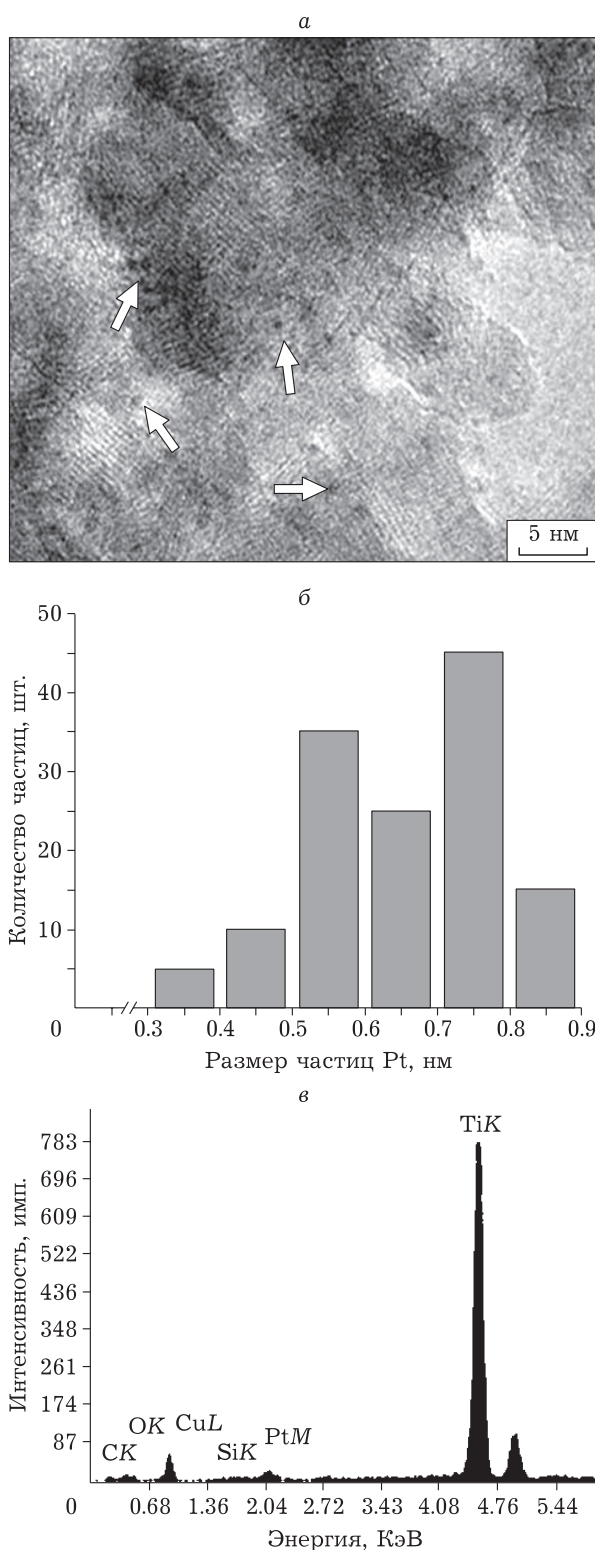 а
5 нм
б
Количество частиц, шт.
50
40
30
20
10
0
0.3 0.4 0.5 0.6 0.7 0.8 0.9
Размер частиц Pt, нм
в
Интенсивность, имп.
783
696
609
522
436
348
261
174
87
TiK
OK CuL
CK
SiK
PtM
0 0.68 1.36 2.04 2.72 3.43 4.08 4.76 5.44
Энергия, КэВ